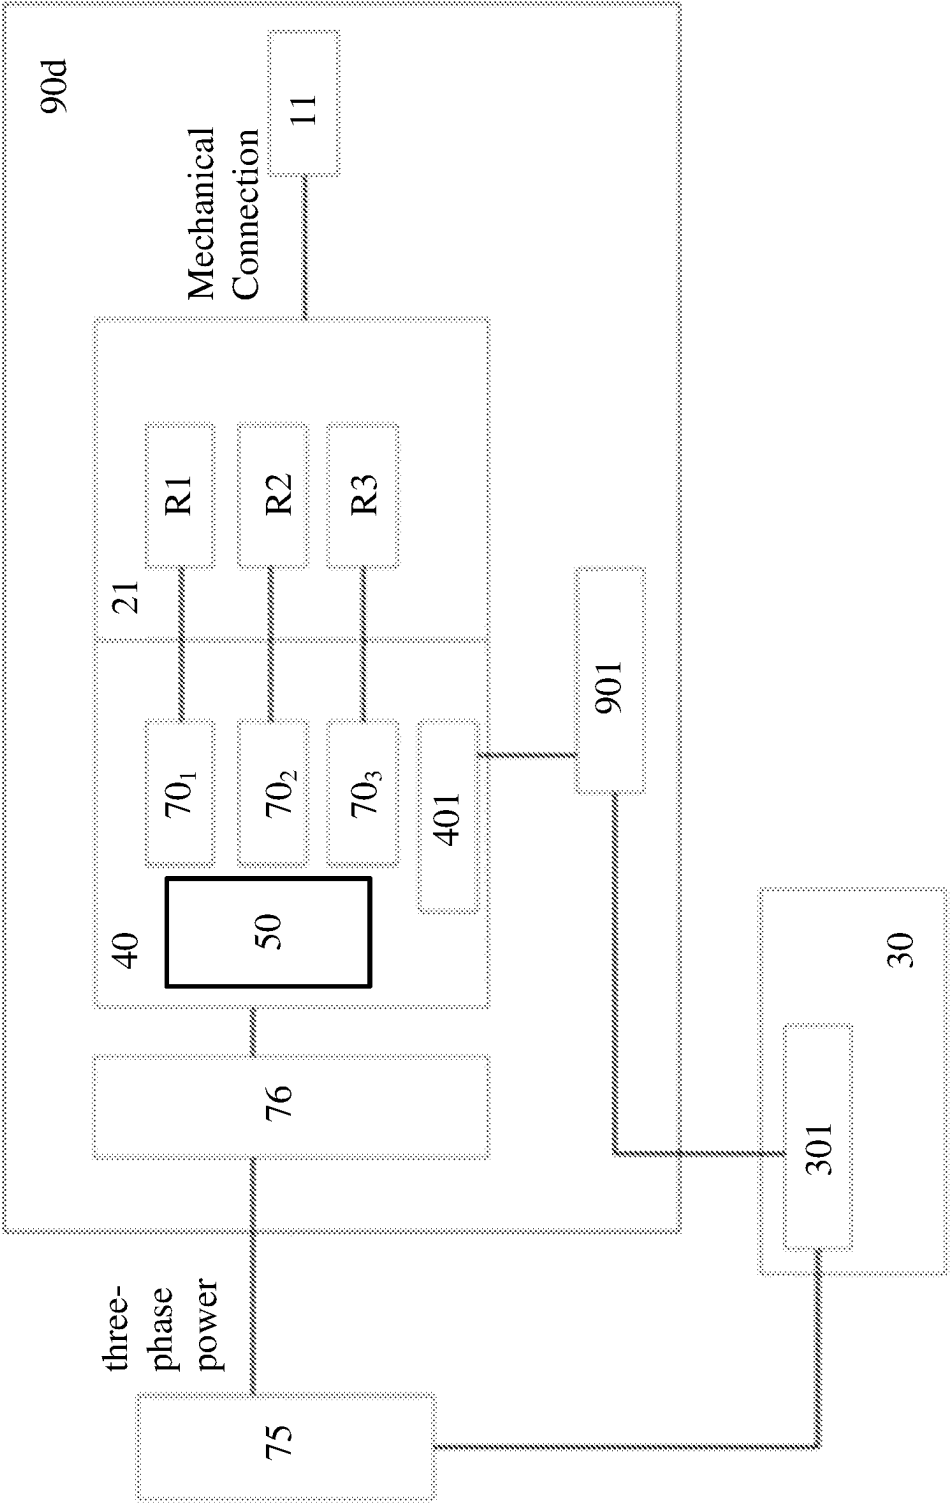 90d
Mechanical
Connection
11
21
R1
R2
R3
40
50
70₁
70₂
70₃
401
901
76
three-
phase
power
75
301
30